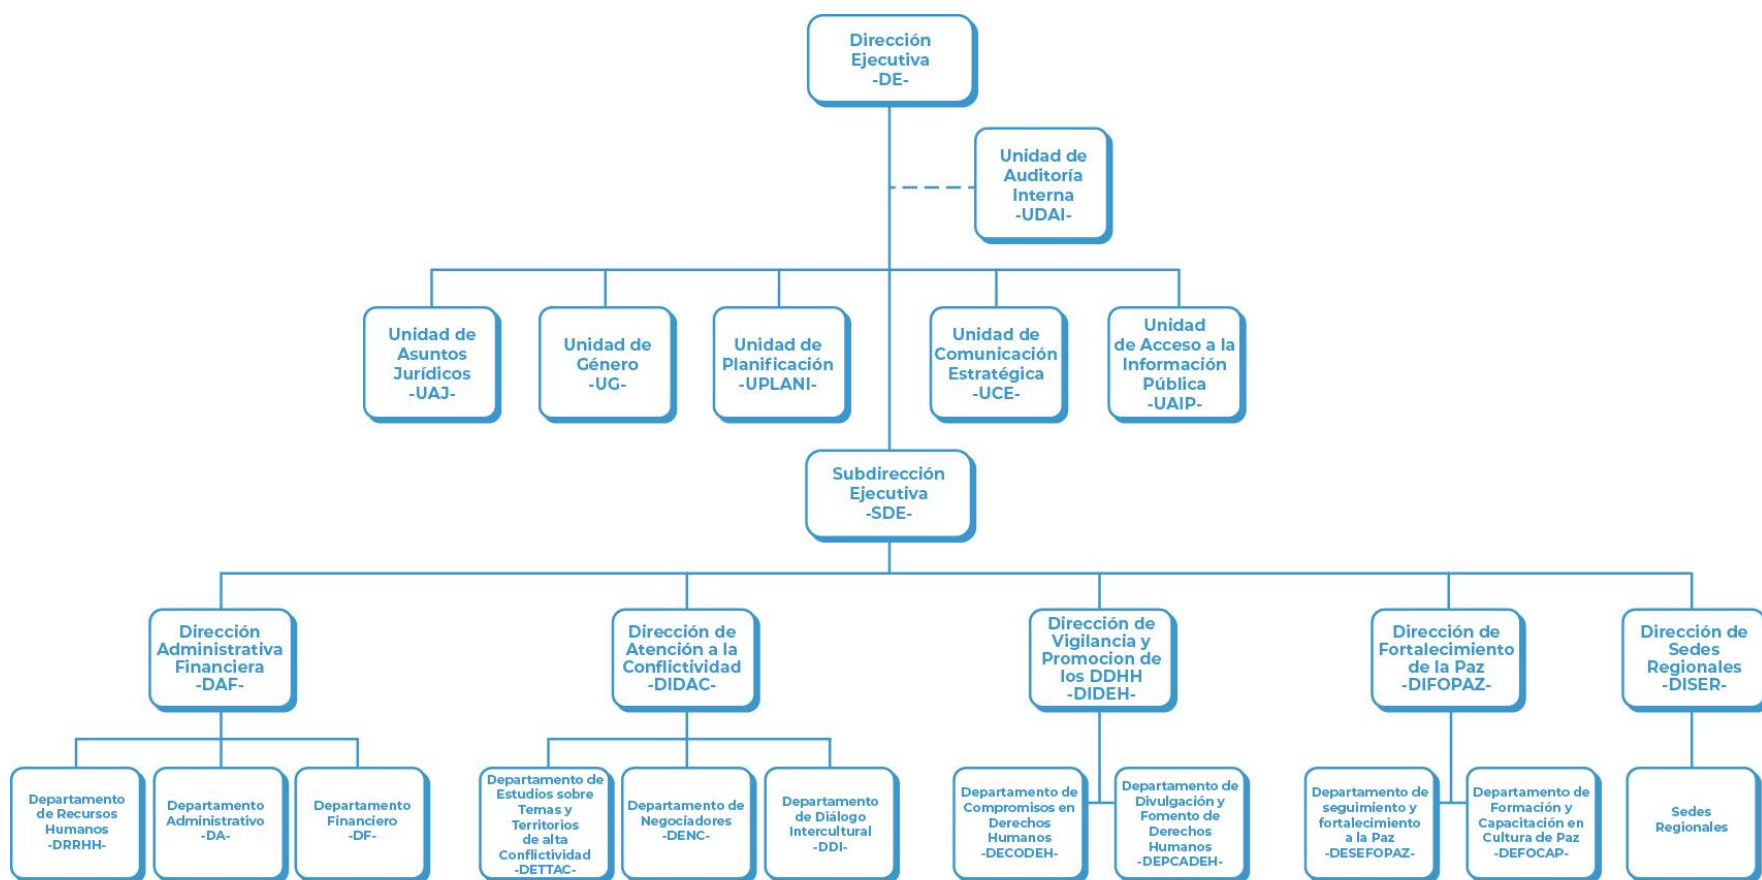 Dirección
Ejecutiva
-DE-
Unidad de
Auditoría
Interna
-UDAI-
Unidad de
Asuntos
Jurídicos
-UAJ-
Unidad de
Género
-UG-
Unidad de
Planificación
-UPLANI-
Unidad de
Comunicación
Estratégica
-UCE-
Unidad
de Acceso a la
Información
Pública
-UAIP-
Subdirección
Ejecutiva
-SDE-
Dirección
Administrativa
Financiera
-DAF-
Dirección de
Atención a la
Conflictividad
-DIDAC-
Dirección de
Vigilancia y
Promocion de
los DDHH
-DIDEH-
Dirección de
Fortalecimiento
de la Paz
-DIFOPAZ-
Dirección de
Sedes
Regionales
-DISER-
Departamento
de Recursos
Humanos
-DRRHH-
Departamento
Administrativo
-DA-
Departamento
Financiero
-DF-
Departamento de
Estudios sobre
Temas y
Territorios
de alta
Conflictividad
-DETTAC-
Departamento de
Negociadores
-DENC-
Departamento
de Diálogo
Intercultural
-DDI-
Departamento de
Compromisos en
Derechos
Humanos
-DECODEH-
Departamento de
Divulgación y
Fomento de
Derechos
Humanos
-DEPCADEH-
Departamento de
seguimiento y
fortalecimiento
a la Paz
-DESEFOPAZ-
Departamento de
Formación y
Capacitación en
Cultura de Paz
-DEFOCAP-
Sedes
Regionales